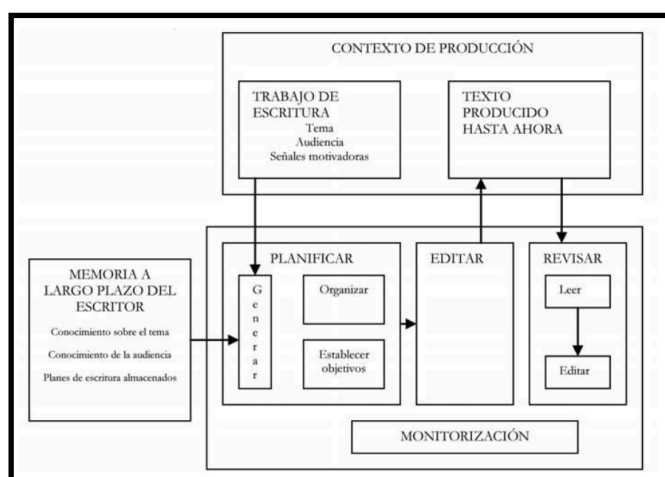 CONTEXTO DE PRODUCCIÓN
TRABAJO DE
ESCRITURA
Tema
Audiencia
Señales motivadoras
TEXTO
PRODUCIDO
HASTA AHORA
MEMORIA A
LARGO PLAZO DEL
ESCRITOR
Conocimiento sobre el tema
Conocimiento de la audiencia
Planes de escritura almacenados
PLANIFICAR
Generar
Organizar
Establecer
objetivos
EDITAR
REVISAR
Leer
Editar
MONITORIZACIÓN